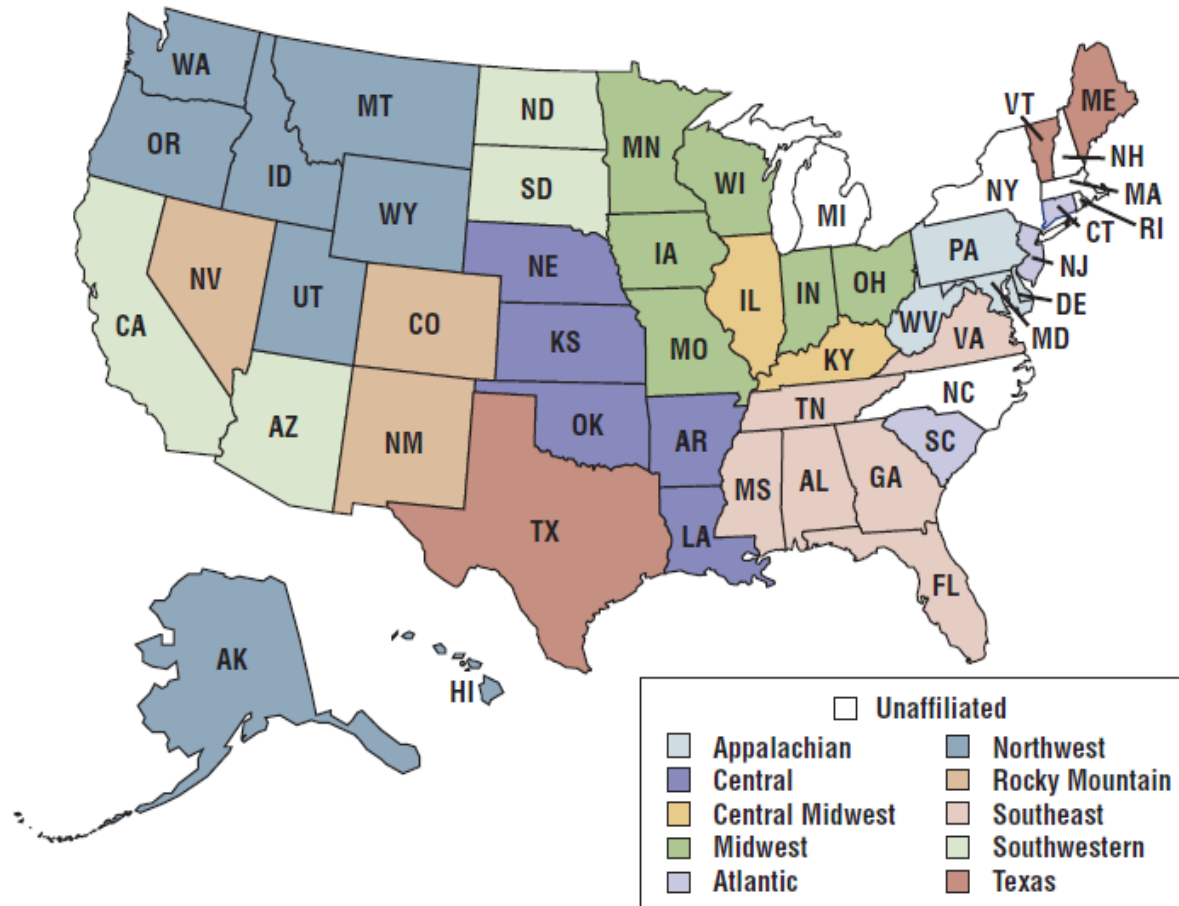 WA
MT
ND
MN
VT
ME
OR
ID
SD
WI
NH
NY
MA
WY
MI
RI
CT
NE
IA
PA
NJ
NV
UT
IL
IN
OH
DE
CA
CO
WV
MD
KS
MO
VA
KY
NC
AZ
NM
OK
TN
AR
SC
MS
AL
GA
TX
LA
FL
AK
HI
Unaffiliated
Appalachian
Central
Central Midwest
Midwest
Atlantic
Northwest
Rocky Mountain
Southeast
Southwestern
Texas